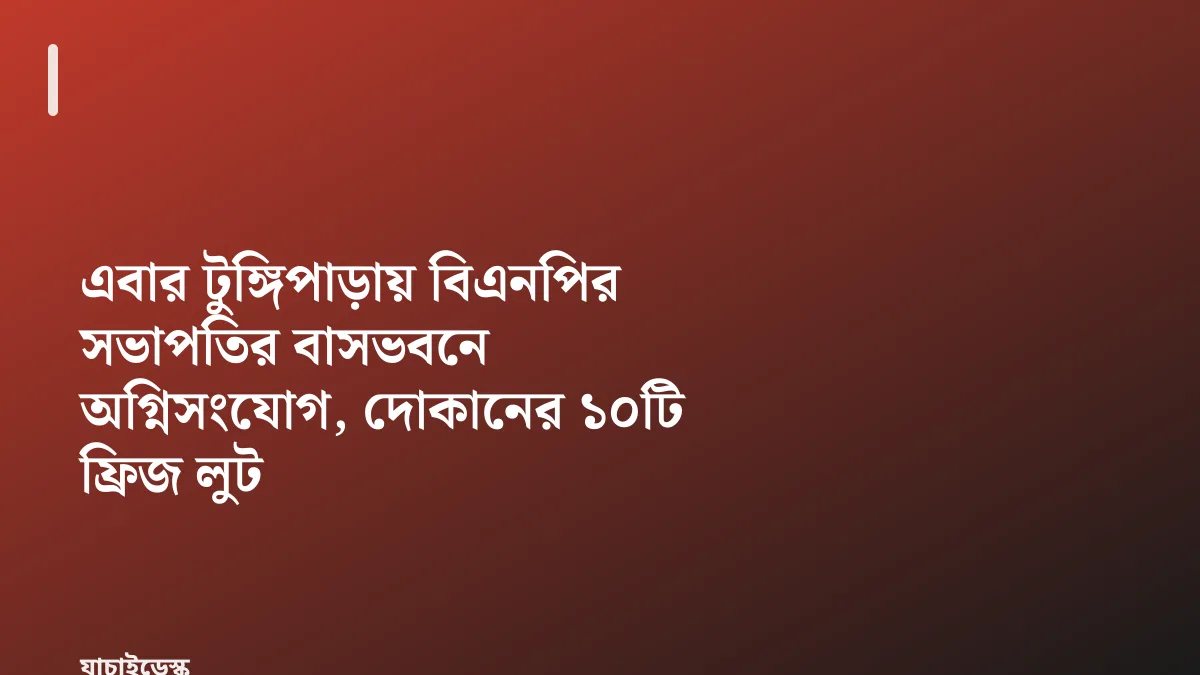 এবার টুঙ্গিপাড়ায় বিএনপির
সভাপতির বাসভবনে
অগ্নিসংযোগ, দোকানের ১০টি
ফ্রিজ লুট
যাচাইডেস্ক